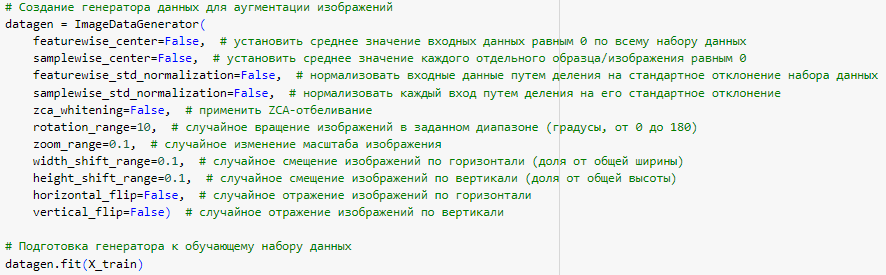 # Создание генератора данных для аугментации изображений
datagen = ImageDataGenerator(
    featurewise_center=False,  # установить среднее значение входных данных равным 0 по всему набору данных
    samplewise_center=False,  # установить среднее значение каждого отдельного образца/изображения равным 0
    featurewise_std_normalization=False,  # нормализовать входные данные путем деления на стандартное отклонение набора данных
    samplewise_std_normalization=False,  # нормализовать каждый вход путем деления на его стандартное отклонение
    zca_whitening=False,  # применить ZCA-отбеливание
    rotation_range=10,  # случайное вращение изображений в заданном диапазоне (градусы, от 0 до 180)
    zoom_range=0.1,  # случайное изменение масштаба изображения
    width_shift_range=0.1,  # случайное смещение изображений по горизонтали (доля от общей ширины)
    height_shift_range=0.1,  # случайное смещение изображений по вертикали (доля от общей высоты)
    horizontal_flip=False,  # случайное отражение изображений по горизонтали
    vertical_flip=False)  # случайное отражение изображений по вертикали

# Подготовка генератора к обучающему набору данных
datagen.fit(X_train)